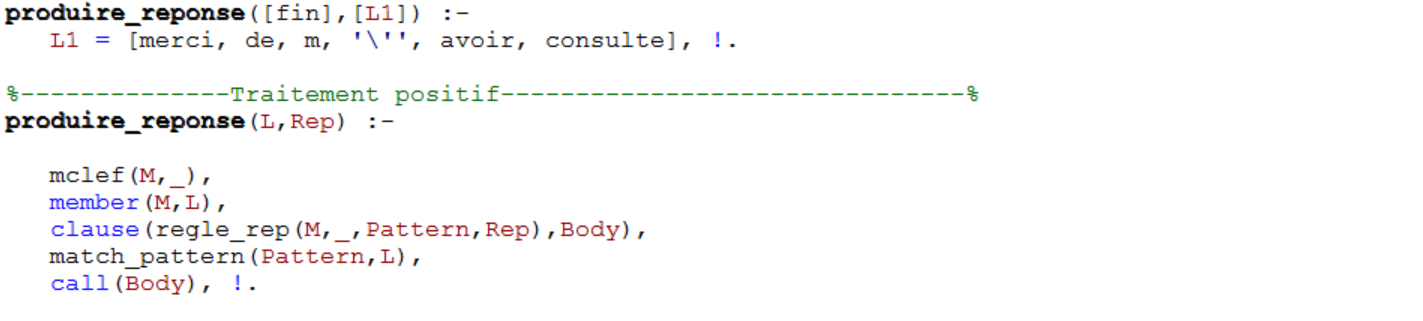 produire_reponse([fin],[L1]) :-
   L1 = [merci, de, m, '\'', avoir, consulte], !.
%--------------Traitement positif-------------------------------%
produire_reponse(L,Rep) :-
   mclef(M,_),
   member(M,L),
   clause(regle_rep(M,_,Pattern,Rep),Body),
   match_pattern(Pattern,L),
   call(Body), !.